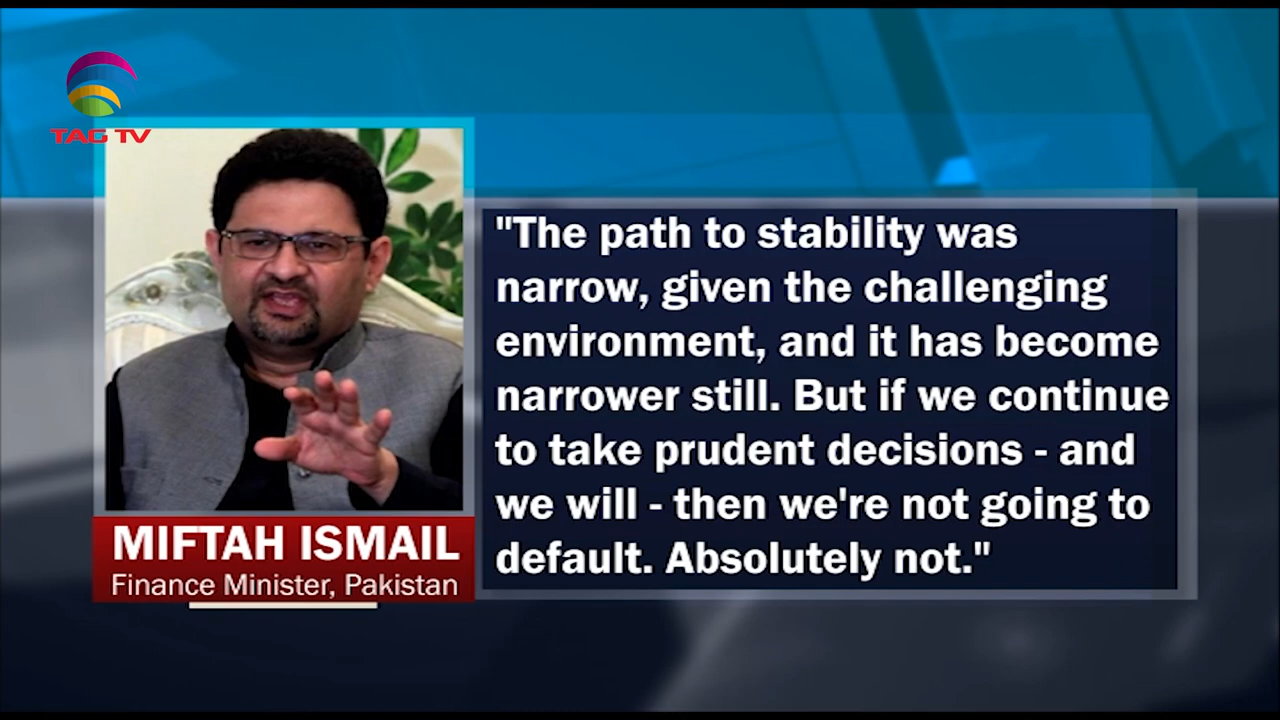 TAG TV
"The path to stability was
narrow, given the challenging
environment, and it has become
narrower still. But if we continue
to take prudent decisions - and
we will - then we're not going to
default. Absolutely not."
MIFTAH ISMAIL
Finance Minister, Pakistan